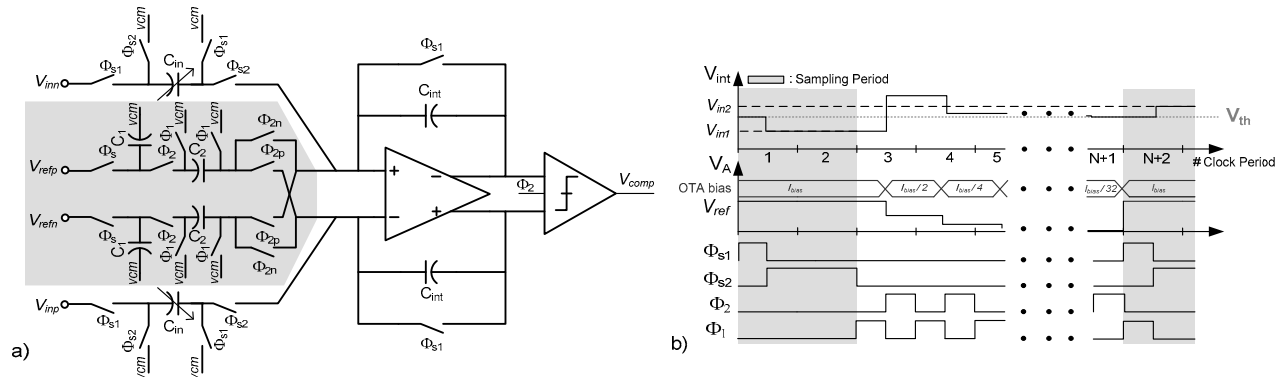 vcm
vcm
Φs2
Φs1
Cin
Vinn
Φs1
Φs2
Φs1
Cint
vcm
vcm
vcm
C1
Φ1
Φ1
Φ2n
Vrefp
Φs
Φ2
C2
Φ2p
+
−
Φ2
Vcomp
Vrefn
Φs
Φ2
C2
Φ2p
−
+
C1
Φ1
Φ1
Φ2n
vcm
vcm
vcm
Cint
Vinp
Φs1
Cin
Φs2
Φs2
Φs1
Φs1
vcm
vcm
a)
Vint
: Sampling Period
Vin2
Vth
Vin1
1 2 3 4 5 N+1 N+2
# Clock Period
VA
OTA bias Ibias Ibias/2 Ibias/4 Ibias/32 Ibias
Vref
Φs1
Φs2
Φ2
Φ1
b)